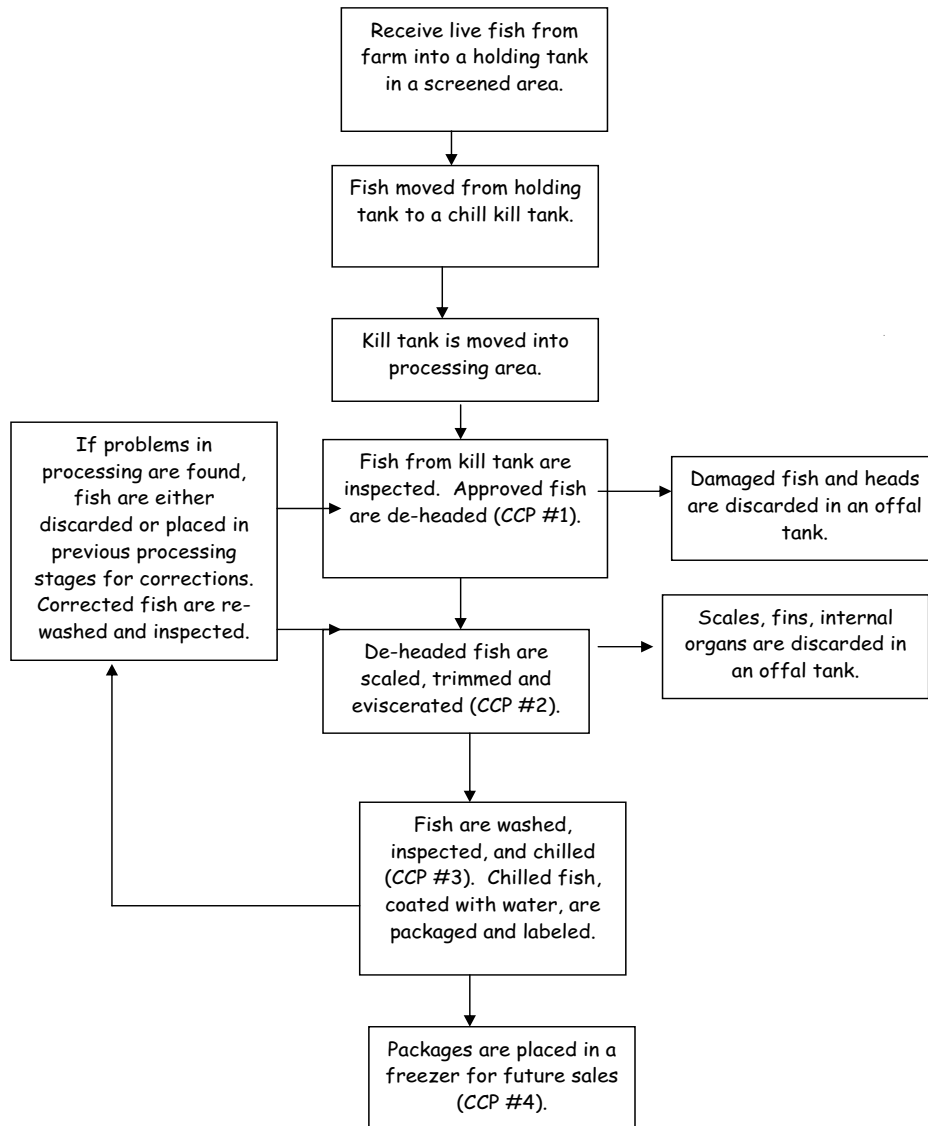 Receive live fish from
farm into a holding tank
in a screened area.
Fish moved from holding
tank to a chill kill tank.
Kill tank is moved into
processing area.
If problems in
processing are found,
fish are either
discarded or placed in
previous processing
stages for corrections.
Corrected fish are re-
washed and inspected.
Fish from kill tank are
inspected.  Approved fish
are de-headed (CCP #1).
Damaged fish and heads
are discarded in an offal
tank.
De-headed fish are
scaled, trimmed and
eviscerated (CCP #2).
Scales, fins, internal
organs are discarded in
an offal tank.
Fish are washed,
inspected, and chilled
(CCP #3).  Chilled fish,
coated with water, are
packaged and labeled.
Packages are placed in a
freezer for future sales
(CCP #4).